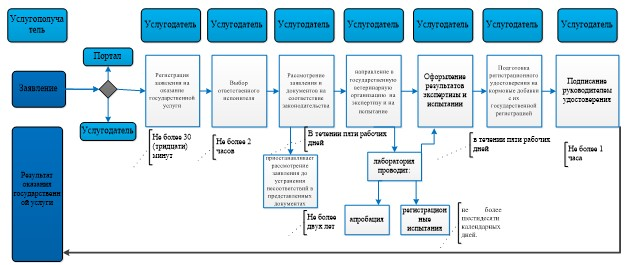 Услугополуча
тель
Услугодатель
Услугодатель
Услугодатель
Услугодатель
Услугодатель
Услугодатель
Услугодатель
Портал
Заявление
Услугодатель
Регистрация
заявления на
оказание
государственной
услуги
Выбор
ответственного
исполнителя
Рассмотрение
заявления и
документов на
соответствие
законодательства
направление в
государственную
ветеринарную
организацию на
экспертизу и на
испытание
Оформление
результатов
экспертизы и
испытании
Подготовка
регистрационного
удостоверения на
кормовые добавки
с их
государственной
регистрацией
Подписание
руководителем
удостоверения
Не более 30
(тридцати)
минут
Не более 2
часов
В течении пяти рабочих
дней
в течении пяти рабочих
дней
Не более 1
часа
приостанавливает
рассмотрение
заявления до
устранения
несоответствий в
представленных
документах
Не более
двух лет
лаборатория
проводит:
апробация
регистрацион
ные
испытания
не более
шестидесяти
календарных
дней.
Результат
оказания
государственн
ой услуги